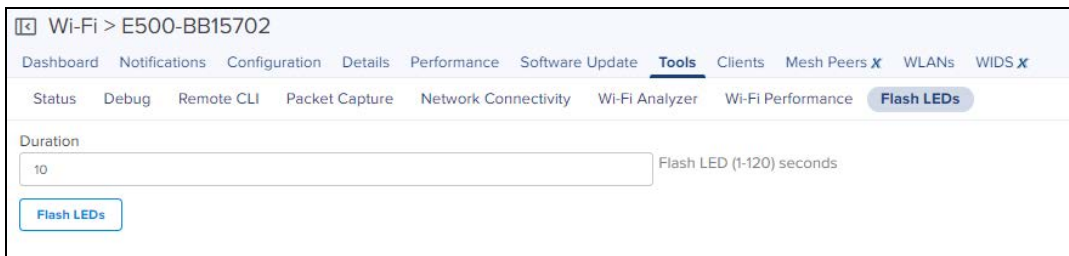 Wi-Fi > E500-BB15702
Dashboard Notifications Configuration Details Performance Software Update Tools Clients Mesh Peers X WLANs WIDS X
Status Debug Remote CLI Packet Capture Network Connectivity Wi-Fi Analyzer Wi-Fi Performance Flash LEDs
Duration
10 Flash LED (1-120) seconds
Flash LEDs